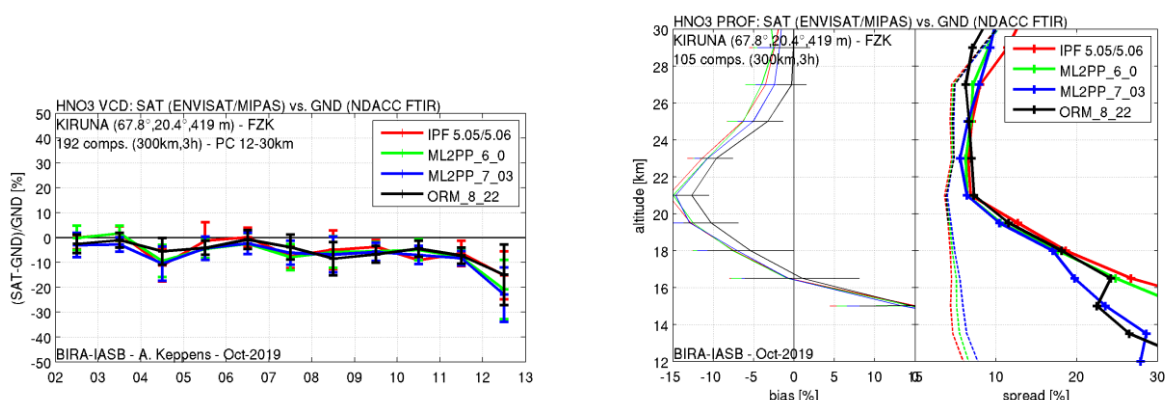 HNO3 VCD: SAT (ENVISAT/MIPAS) vs. GND (NDACC FTIR)
KIRUNA (67.8°,20.4°,419 m) - FZK
192 comps. (300km,3h) - PC 12-30km
IPF 5.05/5.06
ML2PP_6_0
ML2PP_7_03
ORM_8_22
(SAT-GND)/GND [%]
50
40
30
20
10
0
-10
-20
-30
-40
-50
BIRA-IASB - A. Keppens - Oct-2019
02 03 04 05 06 07 08 09 10 11 12 13
HNO3 PROF: SAT (ENVISAT/MIPAS) vs. GND (NDACC FTIR)
KIRUNA (67.8°,20.4°,419 m) - FZK
105 comps. (300km,3h)
IPF 5.05/5.06
ML2PP_6_0
ML2PP_7_03
ORM_8_22
altitude [km]
30
28
26
24
22
20
18
16
14
12
BIRA-IASB - Oct-2019
-15 -10 -5 0 5 10 15
0 10 20 30
bias [%]
spread [%]